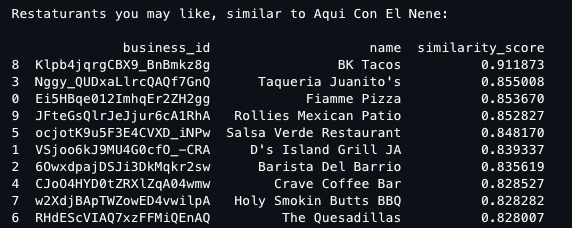 Restaturants you may like, similar to Aqui Con El Nene:
business_id name similarity_score
8 Klpb4jqrgCBX9_BnBmkz8g BK Tacos 0.911873
3 Nggy_QUDxaLlrcQAQf7GnQ Taqueria Juanito's 0.855008
0 Ei5HBqe012ImhqEr2ZH2gg Fiamme Pizza 0.853670
9 JFteGsQlrJeJjur6cA1RhA Rollies Mexican Patio 0.852827
5 ocjotK9u5F3E4CVXD_iNPw Salsa Verde Restaurant 0.848170
1 VSjoo6kJ9MU4G0cfO_–CRA D's Island Grill JA 0.839337
2 6OwxdpajDSJi3DkMqkr2sw Barista Del Barrio 0.835619
4 CJoO4HYD0tZRXlZqA04wmw Crave Coffee Bar 0.828527
7 w2XdjBApTWZowED4vwilpA Holy Smokin Butts BBQ 0.828282
6 RHdEScVIAQ7xzFFMiQEnAQ The Quesadillas 0.828007